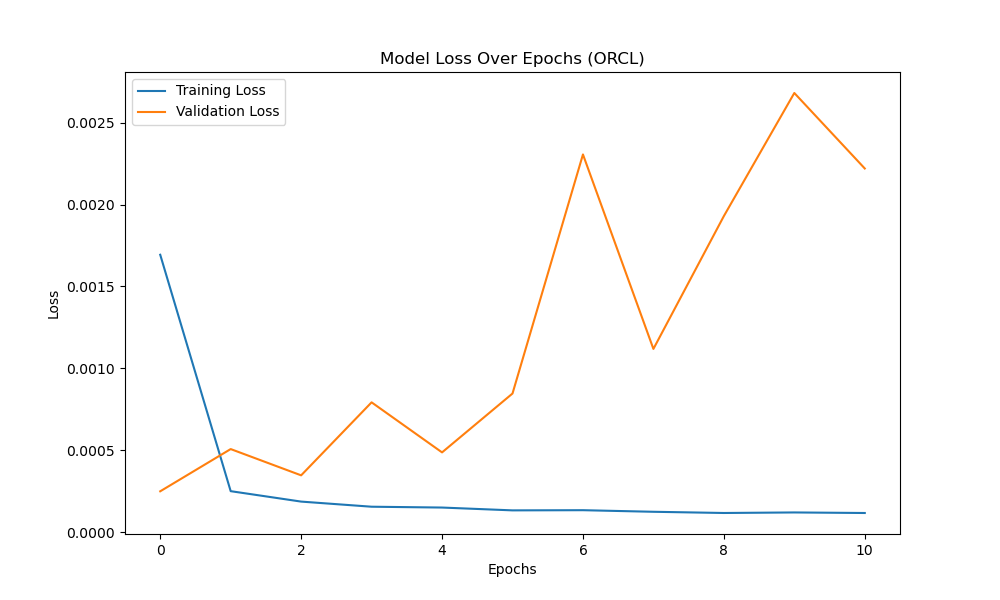 Model Loss Over Epochs (ORCL)
Training Loss
Validation Loss
0.0025
0.0020
0.0015
0.0010
0.0005
0.0000
Loss
0 2 4 6 8 10
Epochs